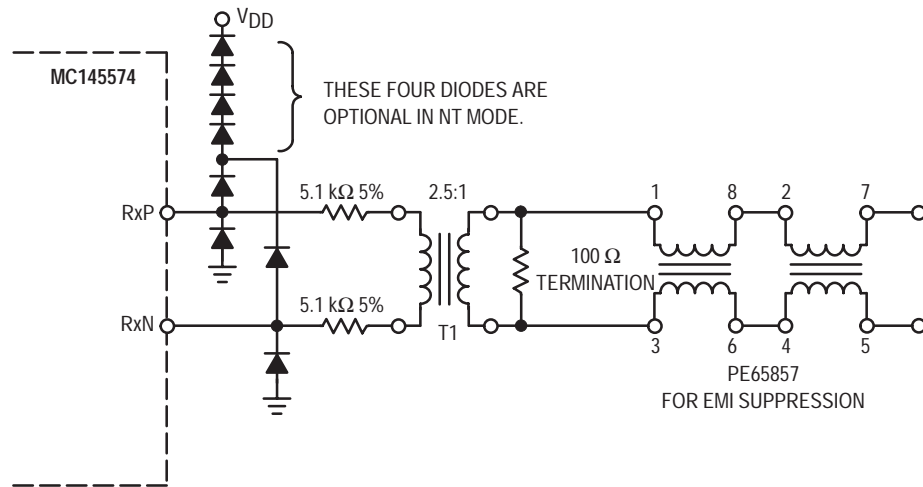 VDD
MC145574
THESE FOUR DIODES ARE
OPTIONAL IN NT MODE.
5.1 kΩ 5%
2.5:1
1
8
2
7
RxP
100 Ω
TERMINATION
5.1 kΩ 5%
RxN
T1
3
6
4
5
PE65857
FOR EMI SUPPRESSION